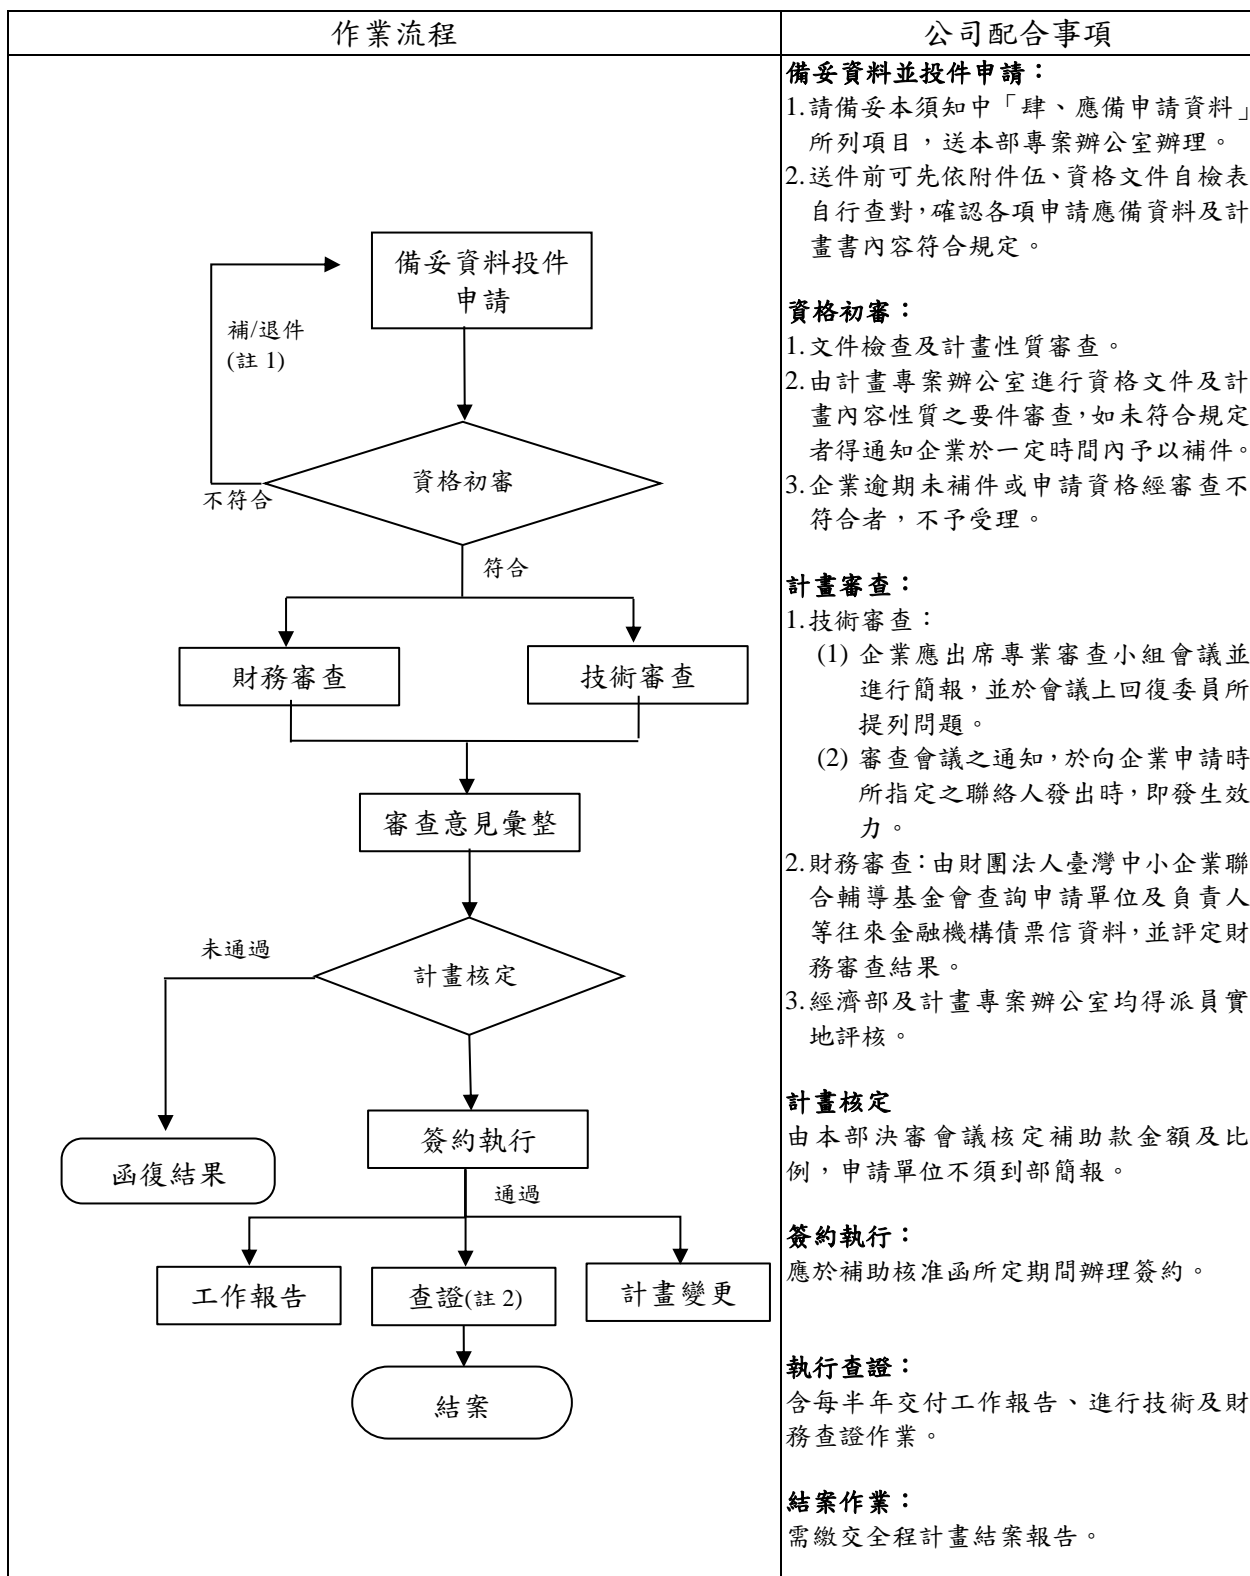 作業流程
公司配合事項
備妥資料投件
申請
補/退件
(註 1)
資格初審
不符合
符合
財務審查
技術審查
審查意見彙整
未通過
計畫核定
簽約執行
函復結果
通過
工作報告
查證(註 2)
計畫變更
結案
備妥資料並投件申請：
1.請備妥本須知中「肆、應備申請資料」
所列項目，送本部專案辦公室辦理。
2.送件前可先依附件伍、資格文件自檢表
自行查對，確認各項申請應備資料及計
畫書內容符合規定。
資格初審：
1.文件檢查及計畫性質審查。
2.由計畫專案辦公室進行資格文件及計
畫內容性質之要件審查，如未符合規定
者得通知企業於一定時間內予以補件。
3.企業逾期未補件或申請資格經審查不
符合者，不予受理。
計畫審查：
1.技術審查：
(1) 企業應出席專業審查小組會議並
進行簡報，並於會議上回復委員所
提列問題。
(2) 審查會議之通知，於向企業申請時
所指定之聯絡人發出時，即發生效
力。
2.財務審查：由財團法人臺灣中小企業聯
合輔導基金會查詢申請單位及負責人
等往來金融機構債票信資料，並評定財
務審查結果。
3.經濟部及計畫專案辦公室均得派員實
地評核。
計畫核定
由本部決審會議核定補助款金額及比
例，申請單位不須到部簡報。
簽約執行：
應於補助核准函所定期間辦理簽約。
執行查證：
含每半年交付工作報告、進行技術及財
務查證作業。
結案作業：
需繳交全程計畫結案報告。